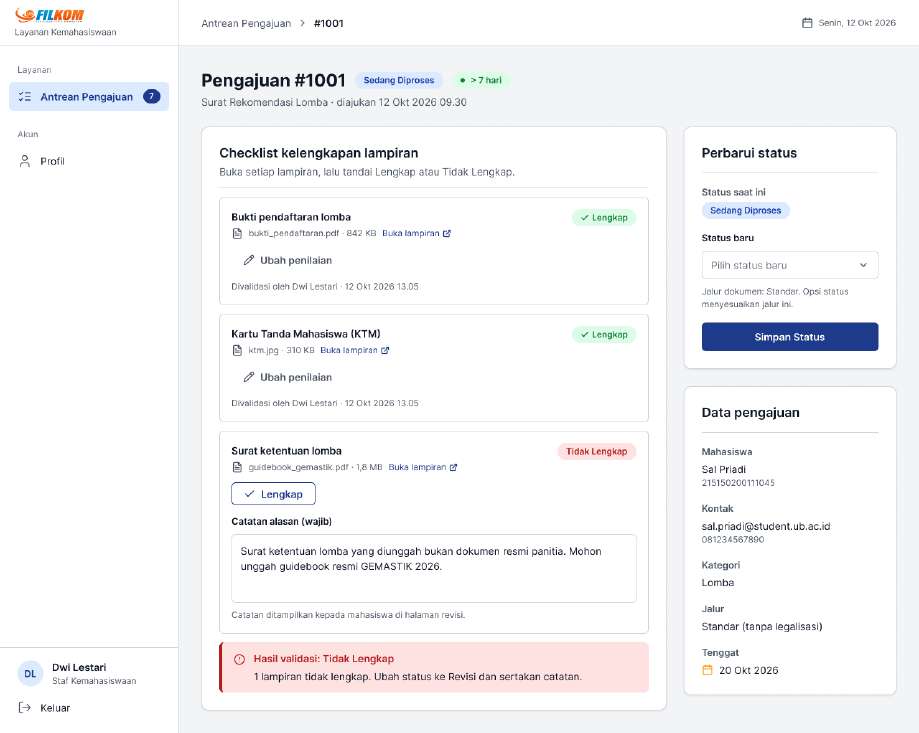 FILKOM
Layanan Kemahasiswaan
Layanan
Antrean Pengajuan 7
Akun
Profil
Dwi Lestari
DL
Staf Kemahasiswaan
Keluar
Antrean Pengajuan > #1001
Senin, 12 Okt 2026
Pengajuan #1001 Sedang Diproses • > 7 hari
Surat Rekomendasi Lomba · diajukan 12 Okt 2026 09.30
Checklist kelengkapan lampiran
Buka setiap lampiran, lalu tandai Lengkap atau Tidak Lengkap.
Bukti pendaftaran lomba
Lengkap
bukti_pendaftaran.pdf · 842 KB Buka lampiran
Ubah penilaian
Divalidasi oleh Dwi Lestari · 12 Okt 2026 13.05
Kartu Tanda Mahasiswa (KTM)
Lengkap
ktm.jpg · 310 KB Buka lampiran
Ubah penilaian
Divalidasi oleh Dwi Lestari · 12 Okt 2026 13.05
Surat ketentuan lomba
Tidak Lengkap
guidebook_gemastik.pdf · 1,8 MB Buka lampiran
Lengkap
Catatan alasan (wajib)
Surat ketentuan lomba yang diunggah bukan dokumen resmi panitia. Mohon
unggah guidebook resmi GEMASTIK 2026.
Catatan ditampilkan kepada mahasiswa di halaman revisi.
Hasil validasi: Tidak Lengkap
1 lampiran tidak lengkap. Ubah status ke Revisi dan sertakan catatan.
Perbarui status
Status saat ini
Sedang Diproses
Status baru
Pilih status baru
Jalur dokumen: Standar. Opsi status
menyesuaikan jalur ini.
Simpan Status
Data pengajuan
Mahasiswa
Sal Priadi
215150200111045
Kontak
sal.priadi@student.ub.ac.id
081234567890
Kategori
Lomba
Jalur
Standar (tanpa legalisasi)
Tenggat
20 Okt 2026